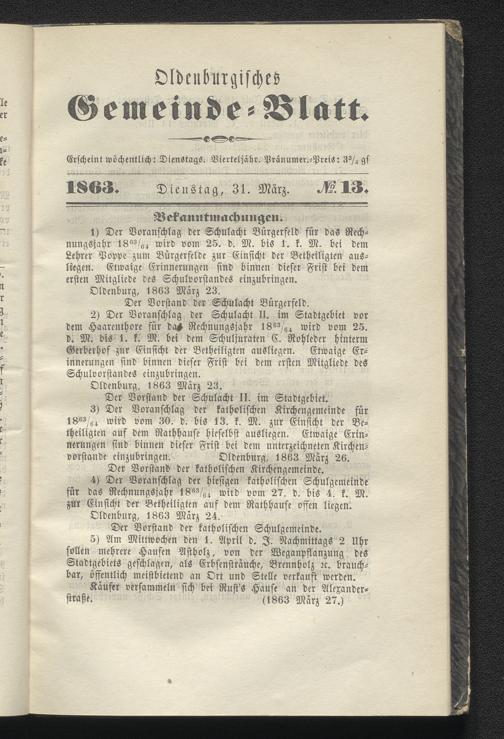 Oldenburgisches
Gemeinde-Blatt.
Erscheint wöchentlich: Dienstags. Vierteljähr. Pränumer.-Preis: 3³/₄ gſ
1863. Dienstag, 31. März. № 13.
Bekanntmachungen.
1) Der Voranschlag der Schulacht Bürgerfeld für das Rech-
nungsjahr 18⁶³/₆₄ wird vom 25. d. M. bis 1. k. M. bei dem
Lehrer Poppe zum Bürgerfelde zur Einsicht der Betheiligten aus-
liegen. Etwaige Erinnerungen sind binnen dieser Frist bei dem
ersten Mitgliede des Schulvorstandes einzubringen.
Oldenburg, 1863 März 23.
Der Vorstand der Schulacht Bürgerfeld.
2) Der Voranschlag der Schulacht II. im Stadtgebiet vor
dem Haarenthore für das Rechnungsjahr 18⁶³/₆₄ wird vom 25.
d. M. bis 1. k. M. bei dem Schuljuraten C. Rohleder hinterm
Gerberhof zur Einsicht der Betheiligten ausliegen. Etwaige Er-
innerungen sind binnen dieser Frist bei dem ersten Mitgliede des
Schulvorstandes einzubringen.
Oldenburg, 1863 März 23.
Der Vorstand der Schulacht II. im Stadtgebiet.
3) Der Voranschlag der katholischen Kirchengemeinde für
18⁶³/₆₄ wird vom 30. d. bis 13. k. M. zur Einsicht der Be-
theiligten auf dem Rathhause hieselbst ausliegen. Etwaige Erin-
nerungen sind binnen dieser Frist bei dem unterzeichneten Kirchen-
vorstande einzubringen. Oldenburg, 1863 März 26.
Der Vorstand der katholischen Kirchengemeinde.
4) Der Voranschlag der hiesigen katholischen Schulgemeinde
für das Rechnungsjahr 18⁶³/₆₄ wird vom 27. d. bis 4. k. M.
zur Einsicht der Betheiligten auf dem Rathhause offen liegen.
Oldenburg, 1863 März 24.
Der Vorstand der katholischen Schulgemeinde.
5) Am Mittwochen den 1. April d. J. Nachmittags 2 Uhr
sollen mehrere Haufen Astholz, von der Weganpflanzung des
Stadtgebiets geschlagen, als Erbsensträuche, Brennholz ꝛc. brauch-
bar, öffentlich meistbietend an Ort und Stelle verkauft werden.
Käufer versammeln sich bei Rust's Hause an der Alexander-
straße. (1863 März 27.)